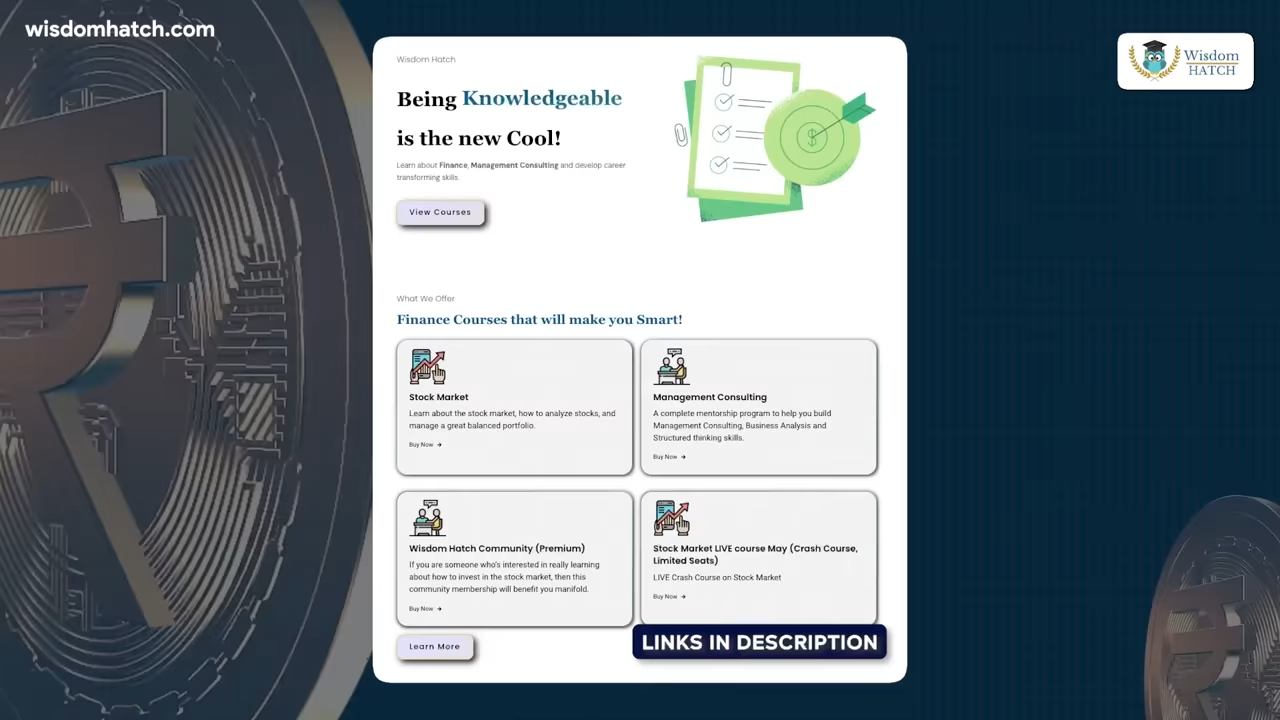 wisdomhatch.com
Wisdom
HATCH
Wisdom Hatch
Being Knowledgeable
is the new Cool!
Learn about Finance, Management Consulting and develop career
transforming skills.
View Courses
What We Offer
Finance Courses that will make you Smart!
Stock Market
Learn about the stock market, how to analyze stocks, and
manage a great balanced portfolio.
Buy Now →
Management Consulting
A complete mentorship program to help you build
Management Consulting, Business Analysis and
Structured thinking skills.
Buy Now →
Wisdom Hatch Community (Premium)
If you are someone who's interested in really learning
about how to invest in the stock market, then this
community membership will benefit you manifold.
Buy Now →
Stock Market LIVE course May (Crash Course,
Limited Seats)
LIVE Crash Course on Stock Market
Buy Now →
Learn More
LINKS IN DESCRIPTION